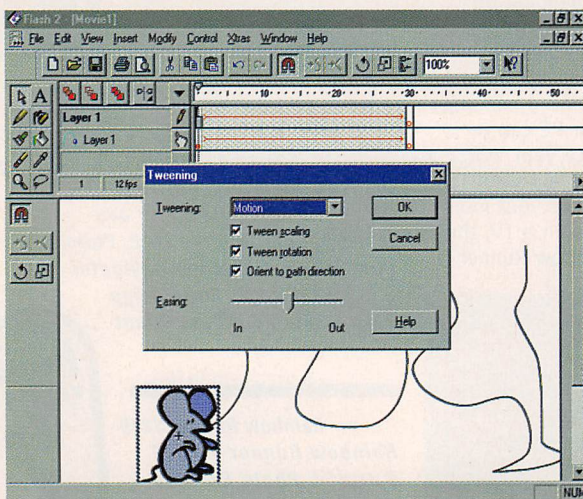 Flash 2 - [Movie1]
File Edit View Insert Modify Control Xtras Window Help
100%
10 20 30 40 50
Layer 1
Layer 1
1 12 fps
Tweening
Tweening: Motion OK
Tween scaling Cancel
Tween rotation
Orient to path direction
Easing:
In Out Help
NUM